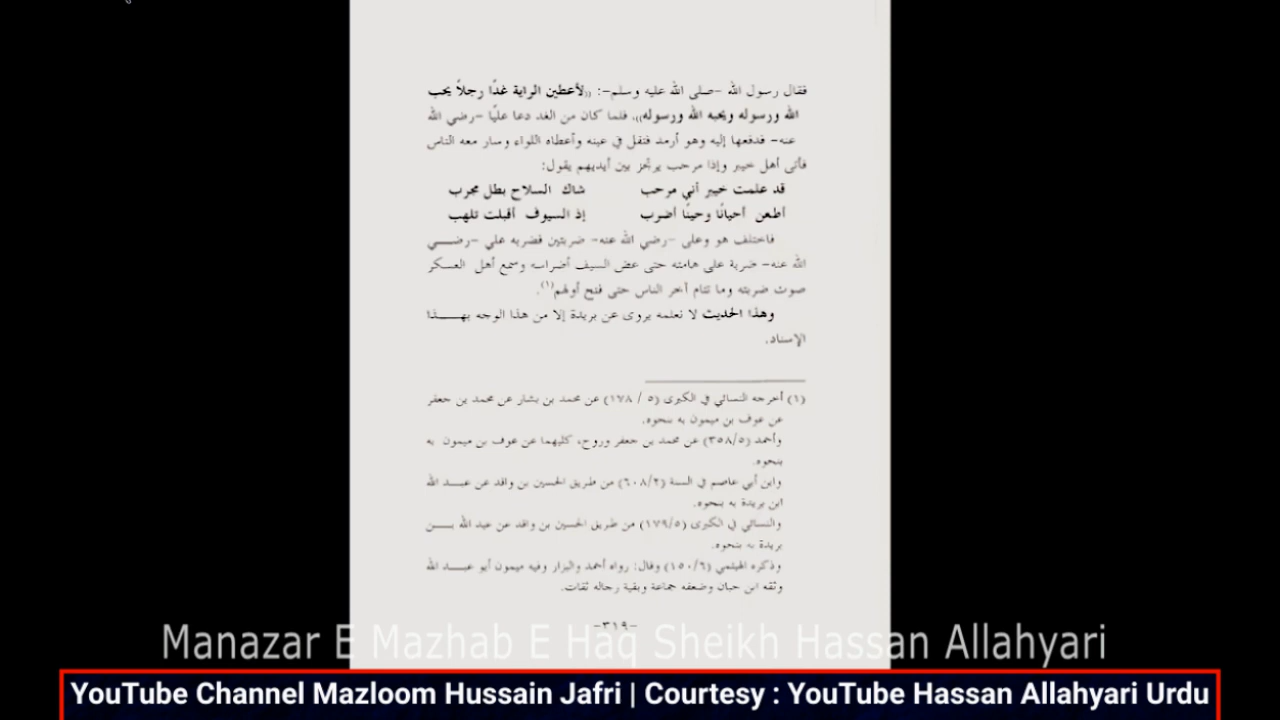 فقال رسول الله -صلى الله عليه وسلم-: «لأعطين الراية غدًا رجلاً يحب
الله ورسوله ويحبه الله ورسوله»، فلما كان من الغد دعا عليًا -رضي الله
عنه- فدفعها إليه وهو أرمد فتفل في عينه وأعطاه اللواء وسار معه الناس
فأتى أهل خيبر وإذا مرحب يرتجز بين أيديهم يقول:
قد علمت خيبر أني مرحب شاك السلاح بطل مجرب
أطعن أحيانًا وحينًا أضرب إذ السيوف أقبلت تلهب
فاختلف هو وعلى -رضي الله عنه- ضربتين فضربه علي -رضي
الله عنه- ضربة على هامته حتى عض السيف أضراسه وسمع أهل العسكر
صوت ضربته وما تتام آخر الناس حتى فتح أولهم(١).
وهذا الحديث لا نعلمه يروى عن بريدة إلا من هذا الوجه بهذا
الإسناد.
(١) أخرجه النسائي في الكبرى (٥ / ١٧٨) عن محمد بن بشار عن محمد بن جعفر
عن عوف بن ميمون به بنحوه.
وأحمد (٣٥٨/٥) عن محمد بن جعفر وروح، كليهما عن عوف بن ميمون به
بنحوه.
وابن أبي عاصم في السنة (٦٠٨/٢) من طريق الحسين بن واقد عن عبد الله
ابن بريدة به بنحوه.
والنسائي في الكبرى (١٧٩/٥) من طريق الحسين بن واقد عن عبد الله بن
بريدة به بنحوه.
وذكره الهيثمي (١٥٠/٦) وقال: رواه أحمد والبزار وفيه ميمون أبو عبد الله
وثقه ابن حبان وضعفه جماعة وبقية رجاله ثقات.
-٣١٩-
Manazar E Mazhab E Haq Sheikh Hassan Allahyari
YouTube Channel Mazloom Hussain Jafri | Courtesy : YouTube Hassan Allahyari Urdu